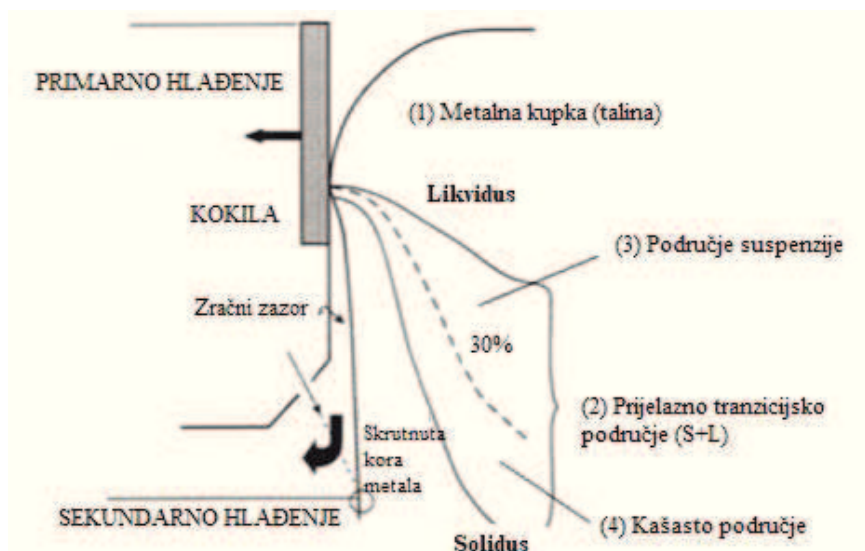 PRIMARNO HLAĐENJE
(1) Metalna kupka (talina)
KOKILA
Likvidus
(3) Područje suspenzije
Zračni zazor
30%
(2) Prijelazno tranzicijsko
područje (S+L)
Skrutnuta
kora
metala
SEKUNDARNO HLAĐENJE
(4) Kašasto područje
Solidus